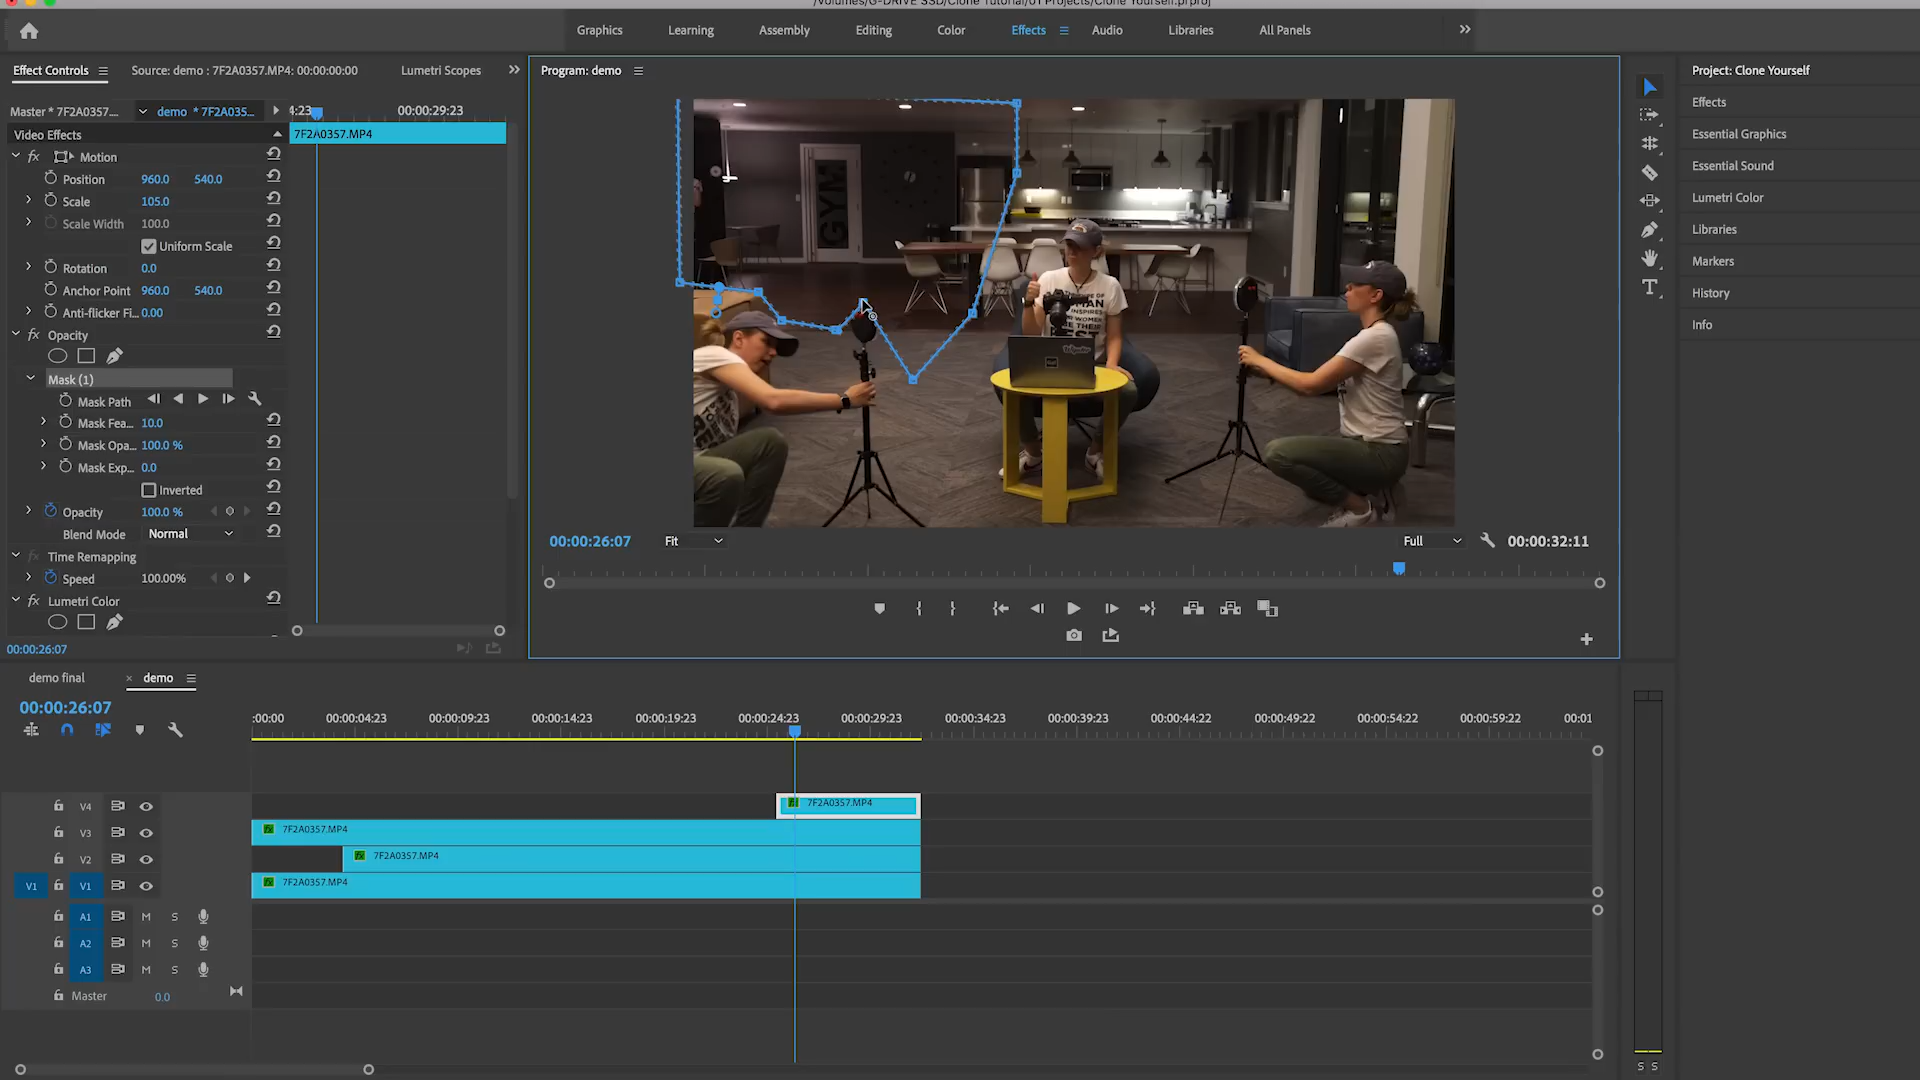 /Volumes/G-DRIVE SSD/Clone Tutorial/01 Projects/Clone Yourself.prproj
Graphics Learning Assembly Editing Color Effects Audio Libraries All Panels
Effect Controls Source: demo : 7F2A0357.MP4: 00:00:00:00 Lumetri Scopes
Master * 7F2A0357.... demo * 7F2A035... 4:23 00:00:29:23
Video Effects 7F2A0357.MP4
fx Motion
Position 960.0 540.0
Scale 105.0
Scale Width 100.0
Uniform Scale
Rotation 0.0
Anchor Point 960.0 540.0
Anti-flicker Fi... 0.00
fx Opacity
Mask (1)
Mask Path
Mask Fea... 10.0
Mask Opa... 100.0 %
Mask Exp... 0.0
Inverted
Opacity 100.0 %
Blend Mode Normal
fx Time Remapping
Speed 100.00%
fx Lumetri Color
00:00:26:07
Program: demo
GYM
00:00:26:07 Fit Full 00:00:32:11
Project: Clone Yourself
Effects
Essential Graphics
Essential Sound
Lumetri Color
Libraries
Markers
History
Info
demo final × demo
00:00:26:07
:00:00 00:00:04:23 00:00:09:23 00:00:14:23 00:00:19:23 00:00:24:23 00:00:29:23 00:00:34:23 00:00:39:23 00:00:44:22 00:00:49:22 00:00:54:22 00:00:59:22 00:01
V4 7F2A0357.MP4
V3 7F2A0357.MP4
V2 7F2A0357.MP4
V1 V1 7F2A0357.MP4
A1 M S
A2 M S
A3 M S
Master 0.0
S S